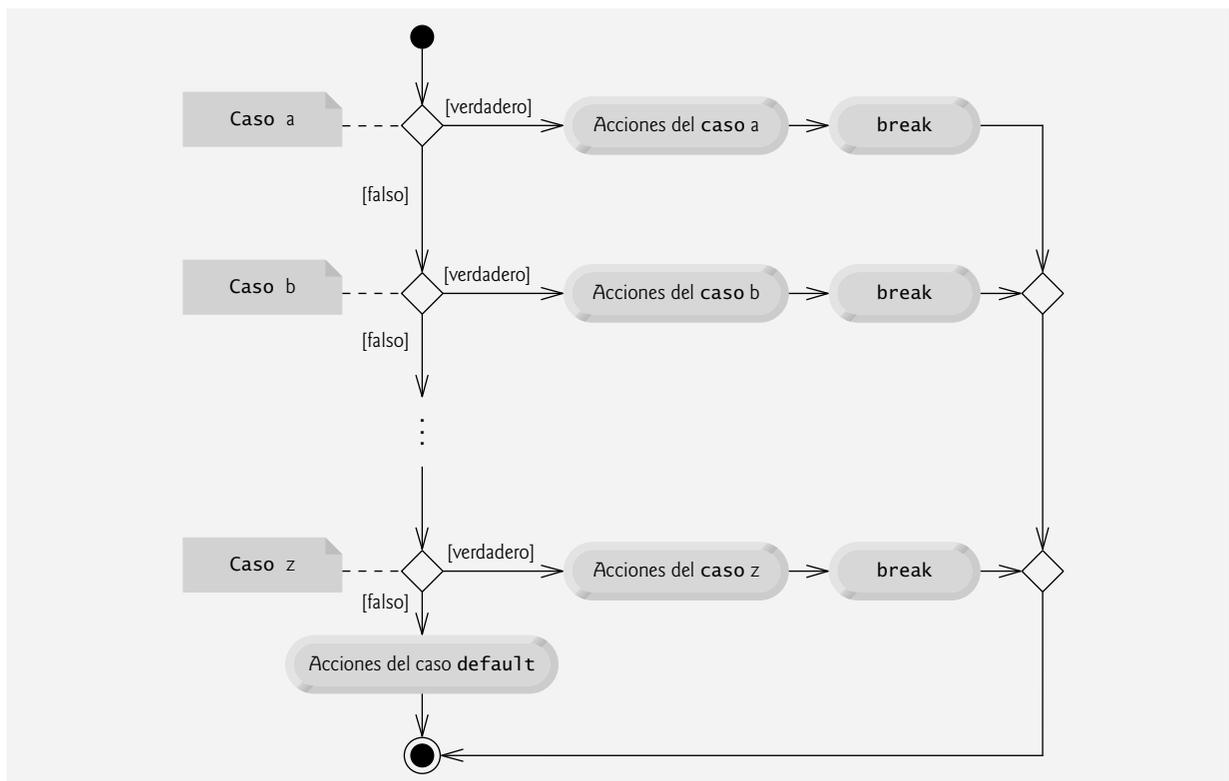 Caso a
[verdadero]
Acciones del caso a
break
[falso]
Caso b
[verdadero]
Acciones del caso b
break
[falso]
Caso z
[verdadero]
Acciones del caso z
break
[falso]
Acciones del caso default